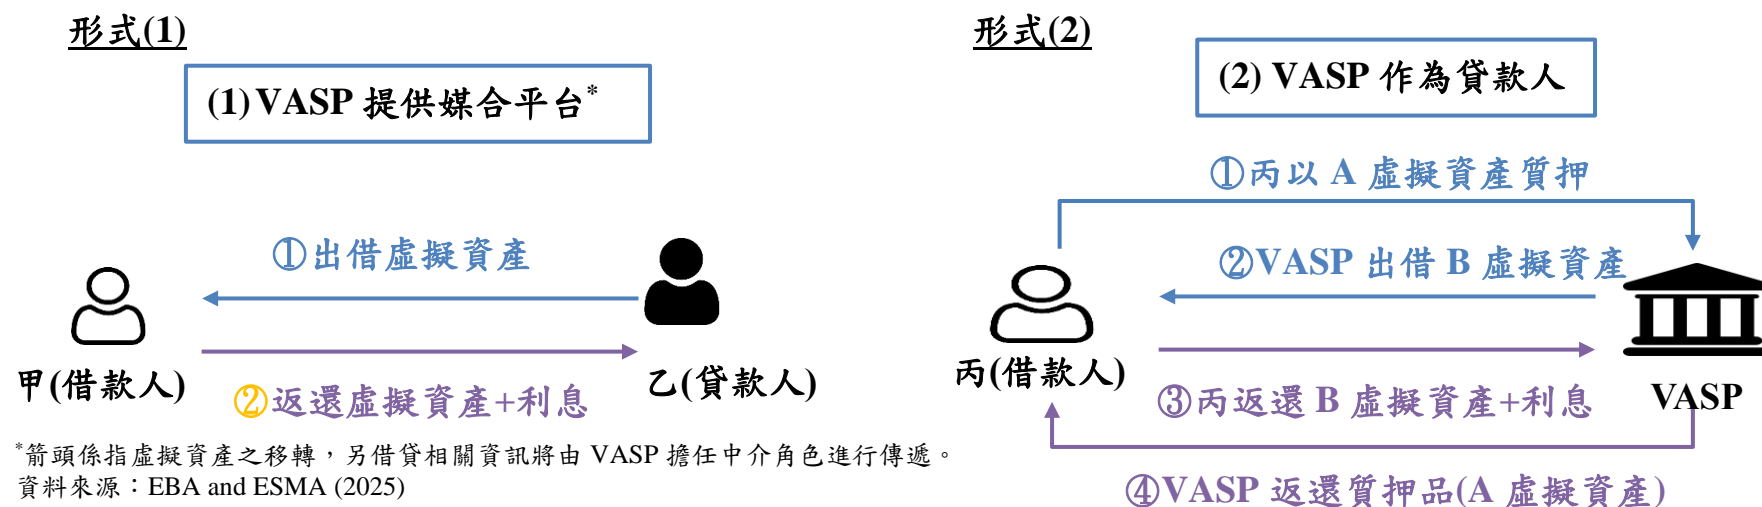 形式(1)
(1)VASP 提供媒合平台*
①出借虛擬資產
甲(借款人)
乙(貸款人)
②返還虛擬資產+利息
*箭頭係指虛擬資產之移轉，另借貸相關資訊將由 VASP 擔任中介角色進行傳遞。
資料來源：EBA and ESMA (2025)
形式(2)
(2) VASP 作為貸款人
①丙以 A 虛擬資產質押
②VASP 出借 B 虛擬資產
丙(借款人)
VASP
③丙返還 B 虛擬資產+利息
④VASP 返還質押品(A 虛擬資產)